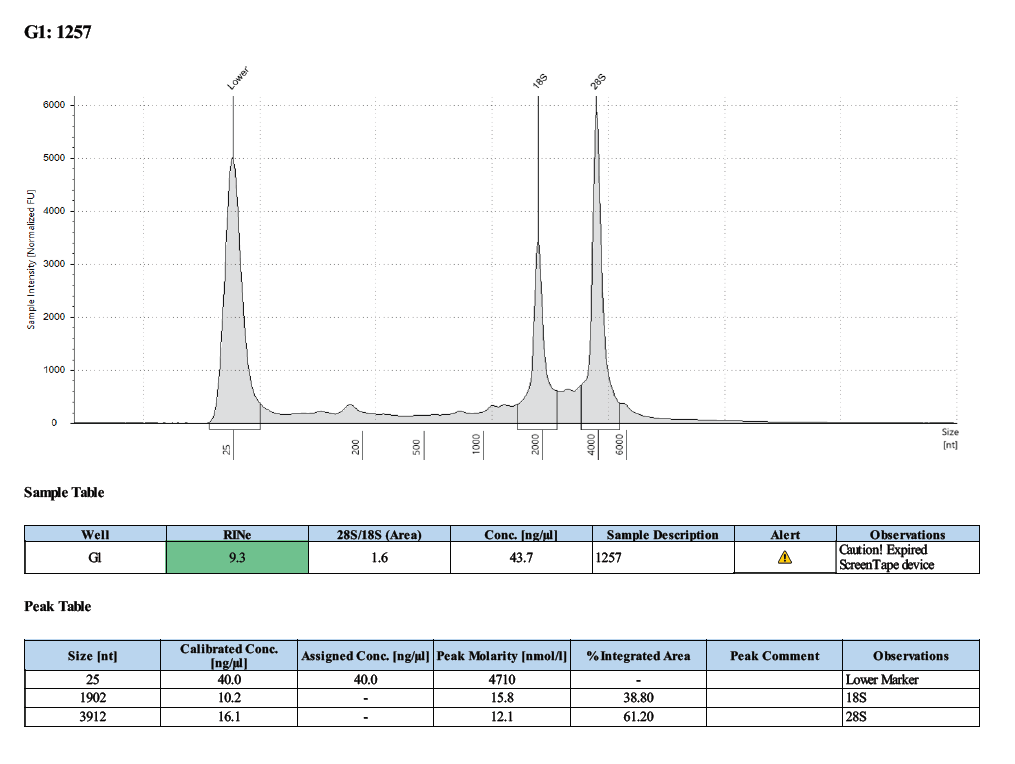 G1: 1257
Lower
18S
28S
6000
5000
4000
3000
2000
1000
0
Sample Intensity [Normalized FU]
25
200
500
1000
2000
4000
6000
Size
[nt]
Sample Table
Well RINe 28S/18S (Area) Conc. [ng/µl] Sample Description Alert Observations
G1 9.3 1.6 43.7 1257 Caution! Expired
ScreenTape device
Peak Table
Size [nt] Calibrated Conc. [ng/µl] Assigned Conc. [ng/µl] Peak Molarity [nmol/l] % Integrated Area Peak Comment Observations
25 40.0 40.0 4710 - Lower Marker
1902 10.2 - 15.8 38.80 18S
3912 16.1 - 12.1 61.20 28S